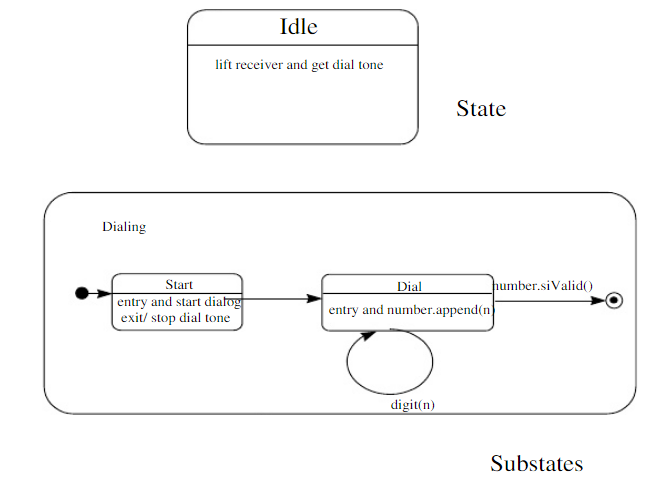 Idle
lift receiver and get dial tone
State
Dialing
Start
entry and start dialog
exit/ stop dial tone
Dial
entry and number.append(n)
number.siValid()
digit(n)
Substates